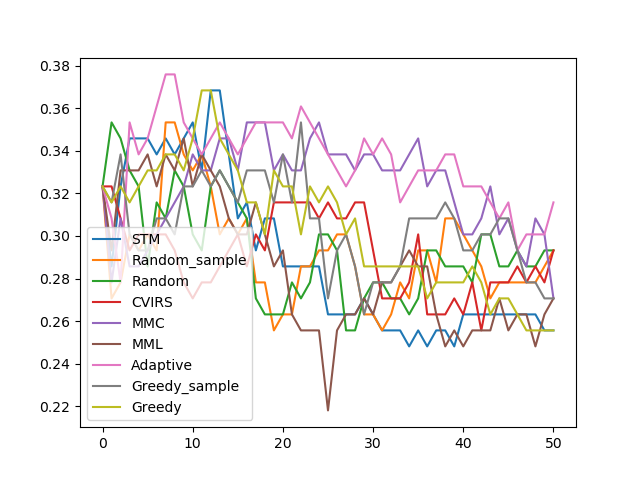 0.38
0.36
0.34
0.32
0.30
0.28
0.26
0.24
0.22
STM
Random_sample
Random
CVIRS
MMC
MML
Adaptive
Greedy_sample
Greedy
0 10 20 30 40 50